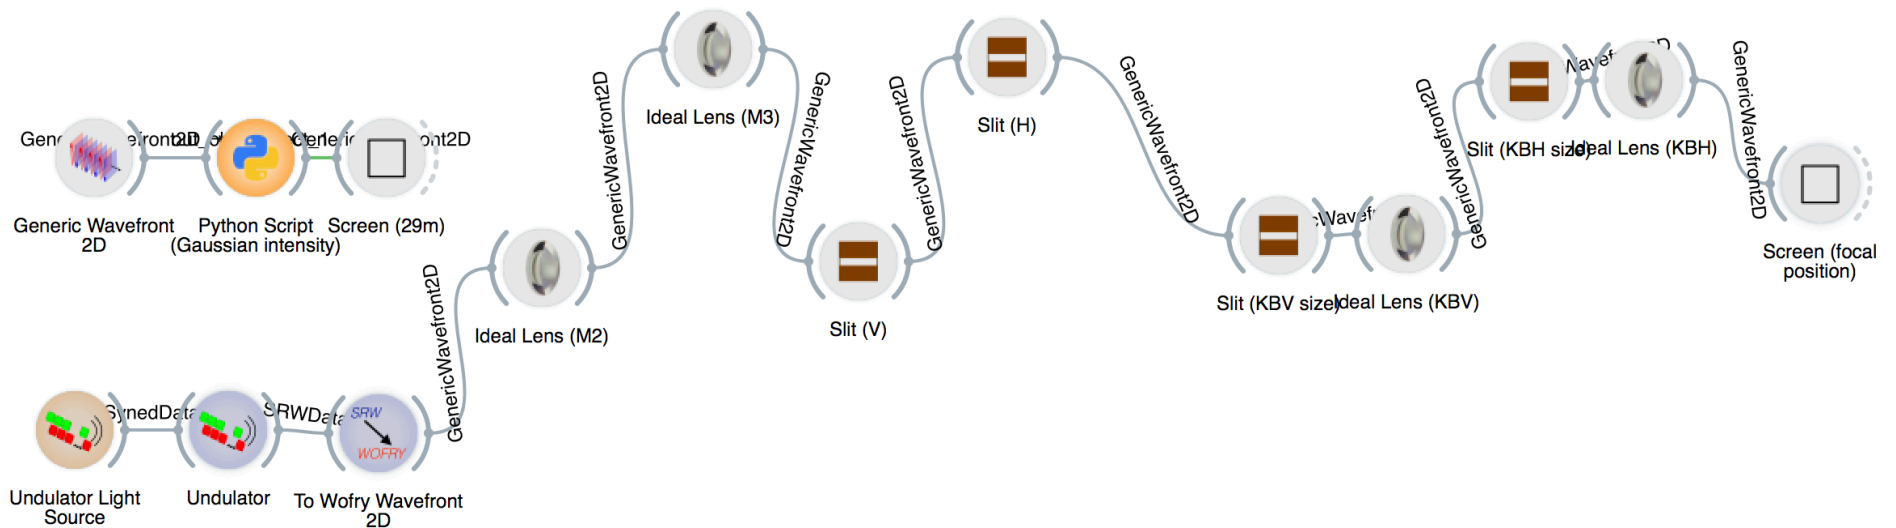 GenericWavefront2D
Ideal Lens (M3)
GenericWavefront2D
GenericWavefront2D
Slit (H)
GenericWavefront2D
GenericWavefront2D
Slit (KBH size)
Ideal Lens (KBH)
GenericWavefront2D
Generic Wavefront
2D
Python Script
(Gaussian intensity)
Screen (29m)
Slit (V)
Slit (KBV size)
Ideal Lens (KBV)
Screen (focal
position)
GenericWavefront2D
Ideal Lens (M2)
SynedData
SRWData
SRW
WOFRY
Undulator Light
Source
Undulator
To Wofry Wavefront
2D